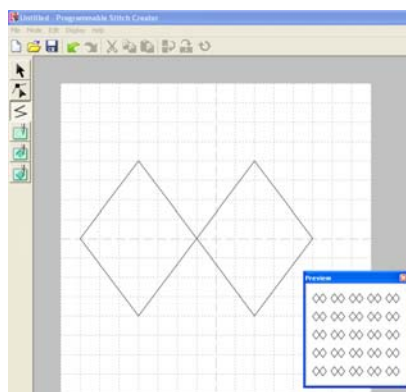 Untitled - Programmable Stitch Creator
File Mode Edit Display Help
Preview